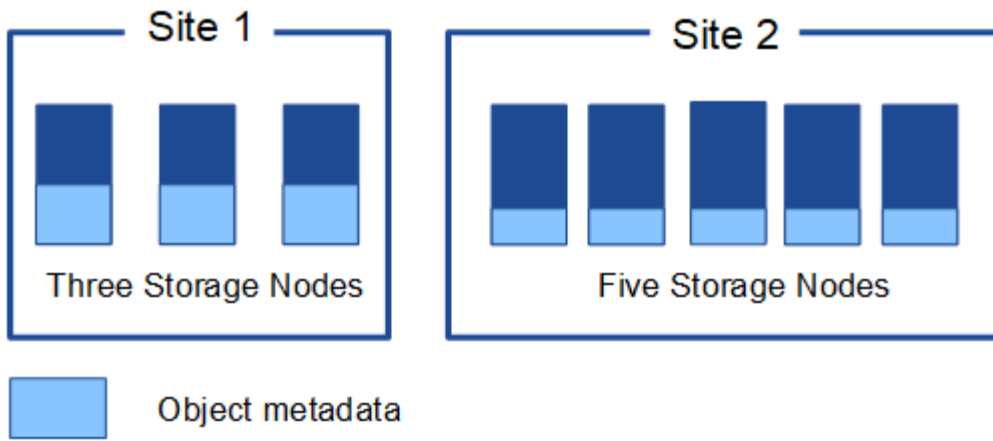 Site 1
Site 2
Three Storage Nodes
Five Storage Nodes
Object metadata